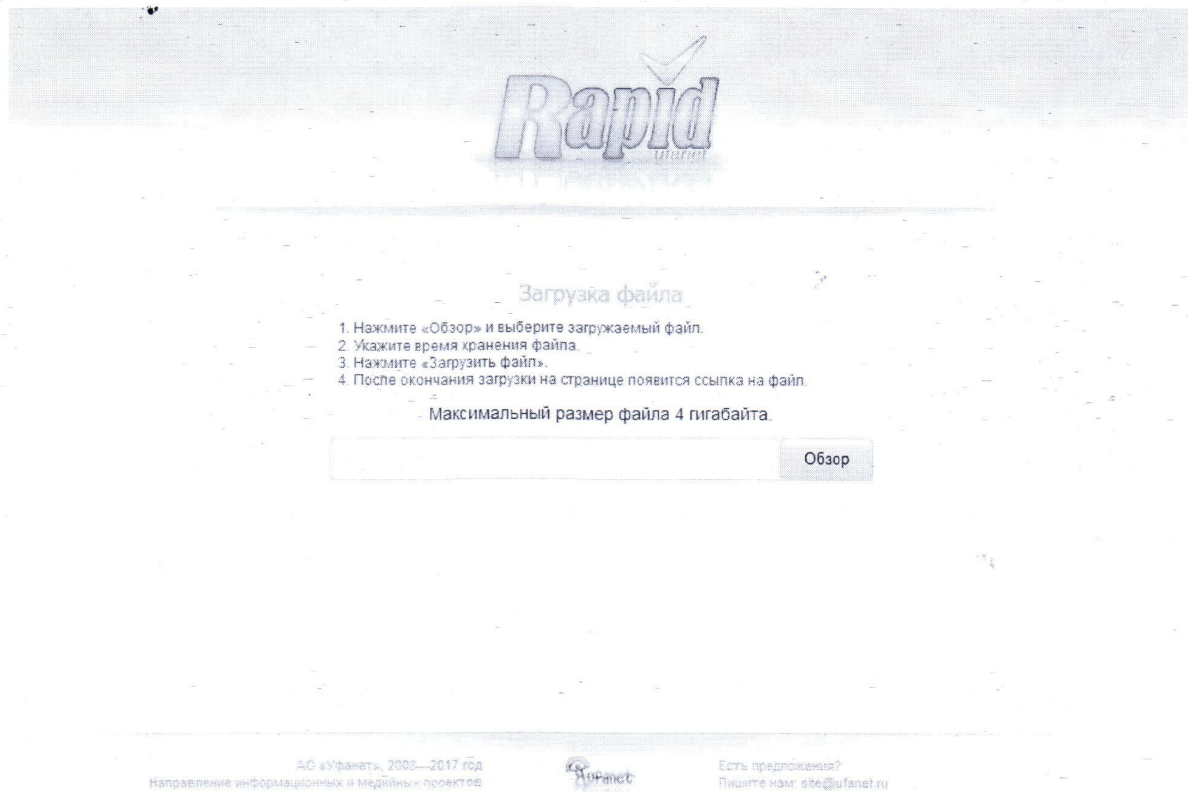 Rapid
ufanet
Загрузка файла
1. Нажмите «Обзор» и выберите загружаемый файл.
2. Укажите время хранения файла.
3. Нажмите «Загрузить файл».
4. После окончания загрузки на странице появится ссылка на файл.
Максимальный размер файла 4 гигабайта.
Обзор
АО «Уфанет», 2003—2017 год
Направление информационных и медийных проектов
Ufanet
Есть предложения?
Пишите нам: site@ufanet.ru